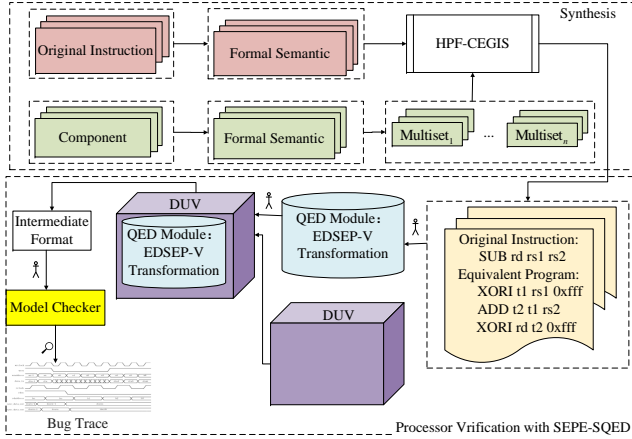 Synthesis
Original Instruction
Formal Semantic
HPF-CEGIS
Component
Formal Semantic
Multiset1
...
Multisetn
DUV
QED Module：
EDSEP-V
Transformation
QED Module：
EDSEP-V
Transformation
Intermediate
Format
Original Instruction:
SUB rd rs1 rs2
Equivalent Program:
XORI t1 rs1 0xfff
ADD t2 t1 rs2
XORI rd t2 0xfff
Model Checker
DUV
Bug Trace
Processor Vrification with SEPE-SQED